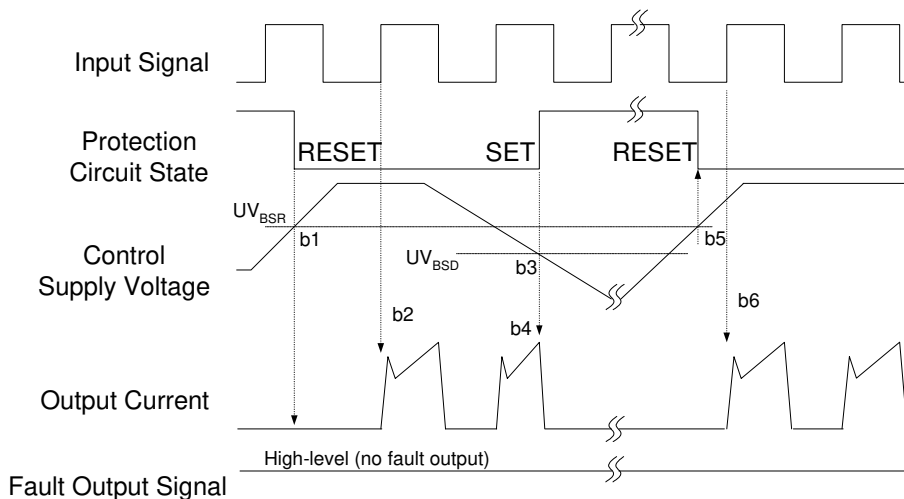 Input Signal
Protection
Circuit State
RESET
SET
RESET
UVBSR
b1
b5
Control
Supply Voltage
UVBSD
b3
b2
b4
b6
Output Current
High-level (no fault output)
Fault Output Signal